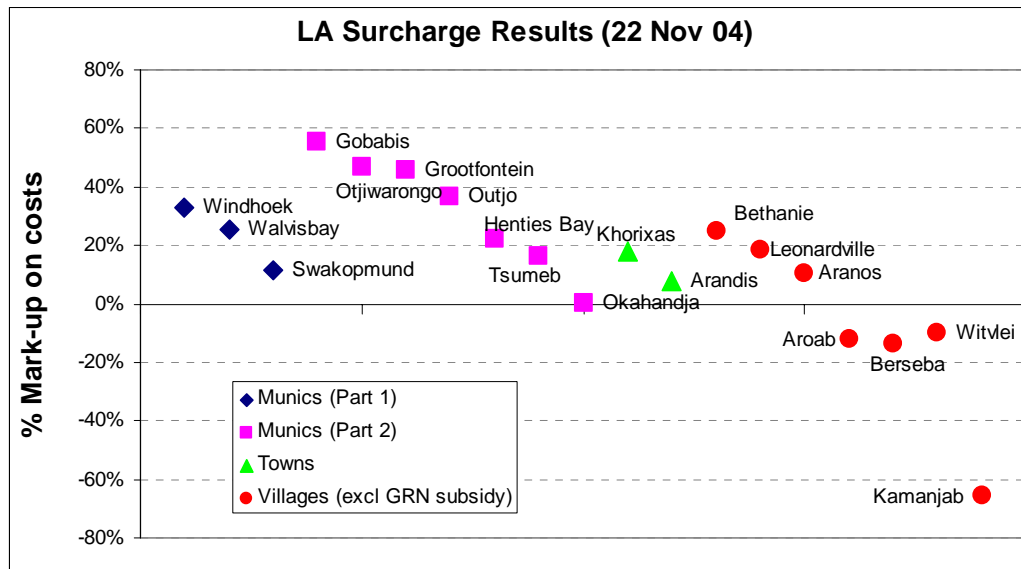 LA Surcharge Results (22 Nov 04)
% Mark-up on costs
80%
60%
40%
20%
0%
-20%
-40%
-60%
-80%
Gobabis
Otjiwarongo
Grootfontein
Outjo
Windhoek
Walvisbay
Swakopmund
Henties Bay
Tsumeb
Okahandja
Khorixas
Arandis
Bethanie
Leonardville
Aranos
Aroab
Berseba
Witvlei
Kamanjab
Munics (Part 1)
Munics (Part 2)
Towns
Villages (excl GRN subsidy)